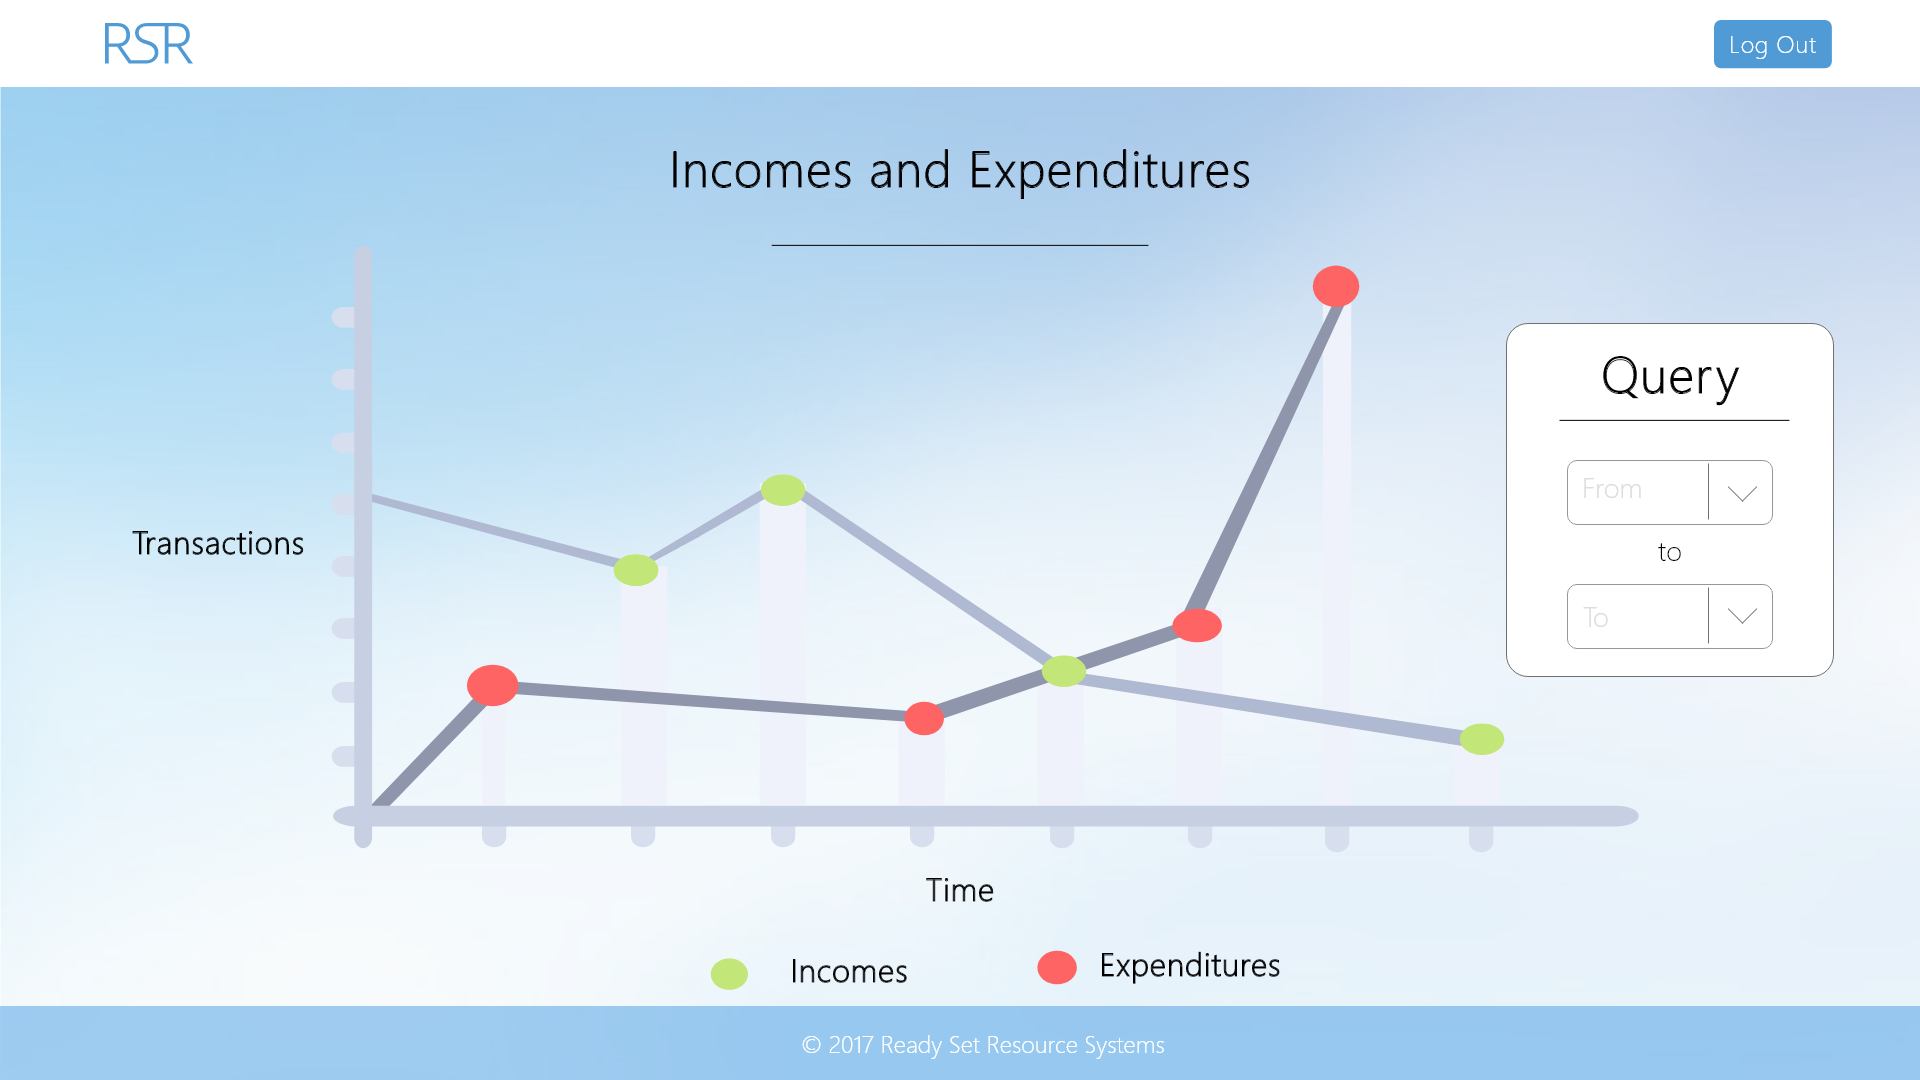 RSR
Log Out
Incomes and Expenditures
Query
From
to
To
Transactions
Time
Incomes
Expenditures
© 2017 Ready Set Resource Systems